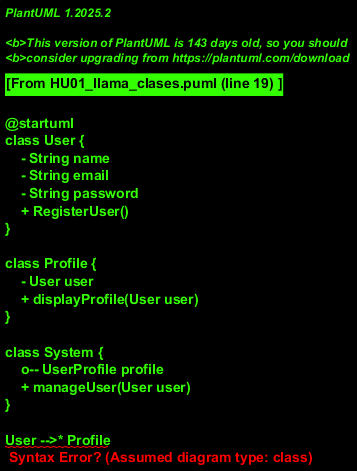 PlantUML 1.2025.2
<b>This version of PlantUML is 143 days old, so you should
<b>consider upgrading from https://plantuml.com/download
[From HU01_llama_clases.puml (line 19) ]
@startuml
class User {
- String name
- String email
- String password
+ RegisterUser()
}
class Profile {
- User user
+ displayProfile(User user)
}
class System {
o-- UserProfile profile
+ manageUser(User user)
}
User -->* Profile
Syntax Error? (Assumed diagram type: class)